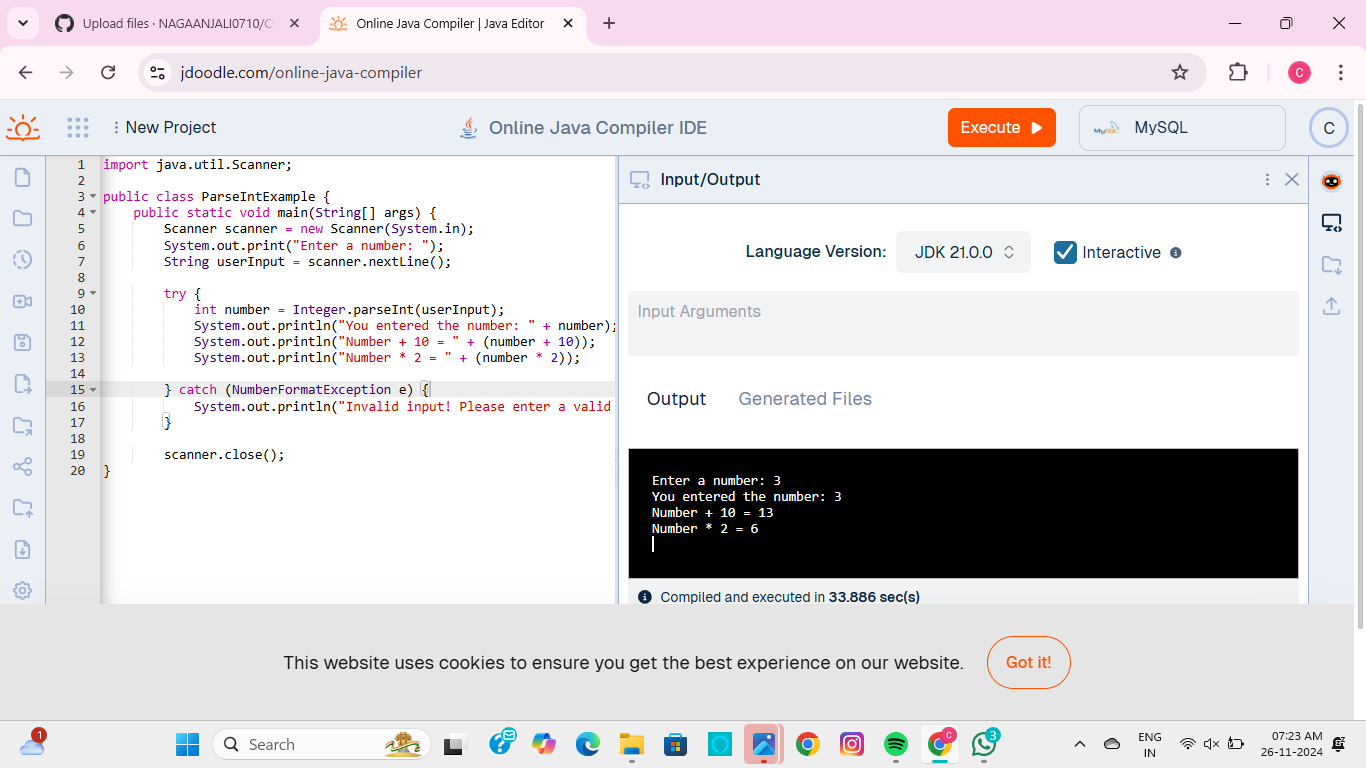 Upload files · NAGAANJALI0710/CS
Online Java Compiler | Java Editor
jdoodle.com/online-java-compiler
C
New Project
Online Java Compiler IDE
Execute
MySQL
MySQL
C
1 import java.util.Scanner;
2
3 public class ParseIntExample {
4 public static void main(String[] args) {
5 Scanner scanner = new Scanner(System.in);
6 System.out.print("Enter a number: ");
7 String userInput = scanner.nextLine();
8
9 try {
10 int number = Integer.parseInt(userInput);
11 System.out.println("You entered the number: " + number);
12 System.out.println("Number + 10 = " + (number + 10));
13 System.out.println("Number * 2 = " + (number * 2));
14
15 } catch (NumberFormatException e) {
16 System.out.println("Invalid input! Please enter a valid
17 }
18
19 scanner.close();
20 }
Input/Output
Language Version:
JDK 21.0.0
Interactive
Input Arguments
Output
Generated Files
Enter a number: 3
You entered the number: 3
Number + 10 = 13
Number * 2 = 6
Compiled and executed in 33.886 sec(s)
This website uses cookies to ensure you get the best experience on our website.
Got it!
1
Search
C
3
ENG
IN
07:23 AM
26-11-2024